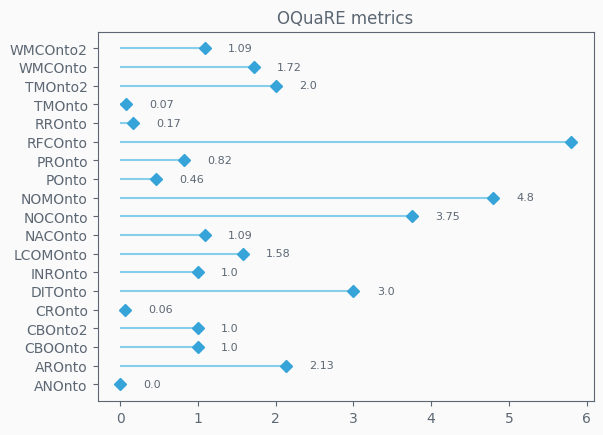 OQuaRE metrics
WMCOnto2 1.09
WMCOnto 1.72
TMOnto2 2.0
TMOnto 0.07
RROnto 0.17
RFCOnto
PROnto 0.82
POnto 0.46
NOMOnto 4.8
NOCOnto 3.75
NACOnto 1.09
LCOMOnto 1.58
INROnto 1.0
DITOnto 3.0
CROnto 0.06
CBOnto2 1.0
CBOOnto 1.0
AROnto 2.13
ANOnto 0.0
0 1 2 3 4 5 6